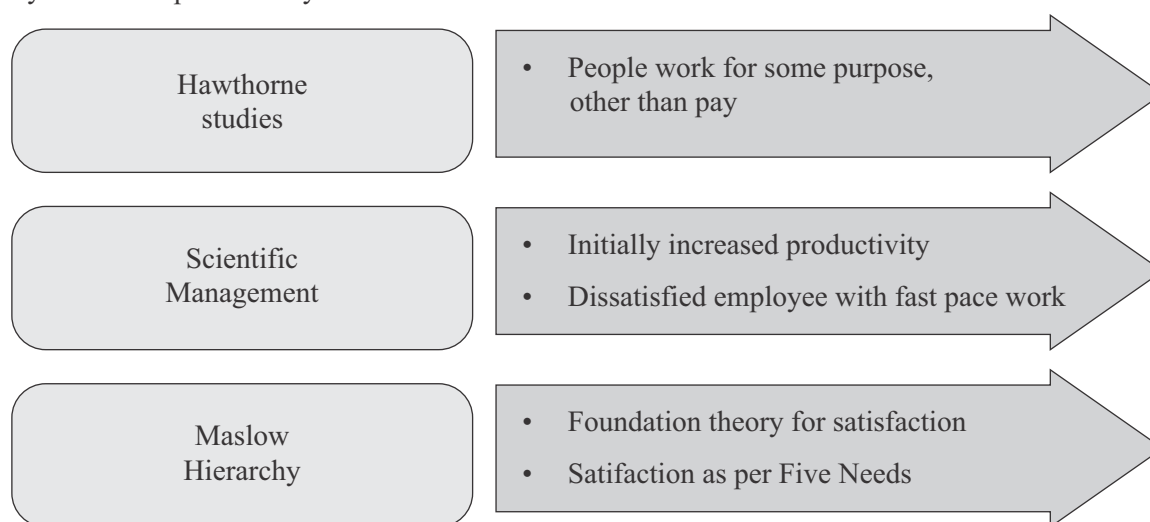 Hawthorne
studies
• People work for some purpose,
other than pay
Scientific
Management
• Initially increased productivity
• Dissatisfied employee with fast pace work
Maslow
Hierarchy
• Foundation theory for satisfaction
• Satifaction as per Five Needs